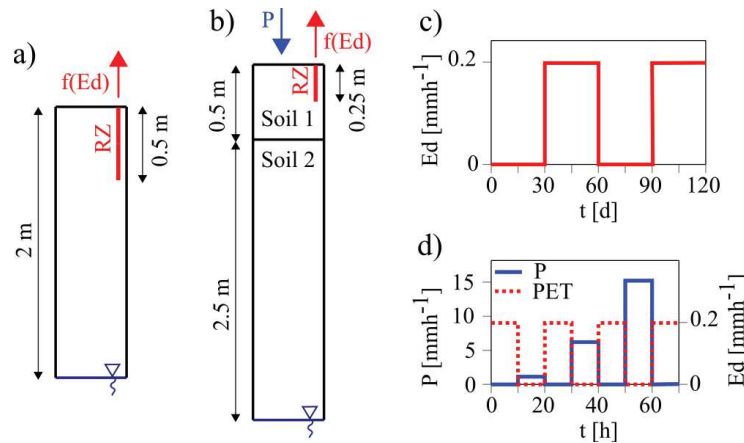 a)
f(Ed)
RZ
0.5 m
2 m
b)
P
f(Ed)
RZ
0.5 m
0.25 m
Soil 1
Soil 2
2.5 m
c)
Ed [mmh-1]
0.2
0
0 30 60 90 120
t [d]
d)
P
PET
P [mmh-1]
15
10
5
0
Ed [mmh-1]
0.2
0
0 20 40 60
t [h]